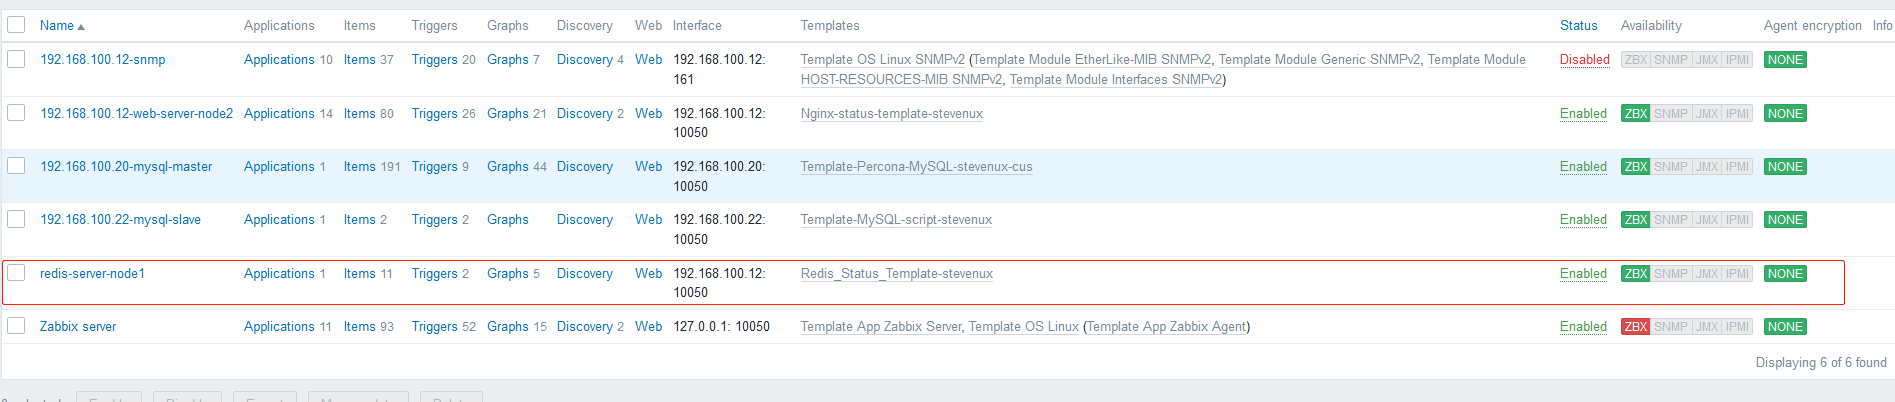 Name Applications Items Triggers Graphs Discovery Web Interface Templates Status Availability Agent encryption Info
192.168.100.12-snmp Applications 10 Items 37 Triggers 20 Graphs 7 Discovery 4 Web 192.168.100.12: Template OS Linux SNMPv2 (Template Module EtherLike-MIB SNMPv2, Template Module Generic SNMPv2, Template Module Disabled ZBX SNMP JMX IPMI NONE
161 HOST-RESOURCES-MIB SNMPv2, Template Module Interfaces SNMPv2)
192.168.100.12-web-server-node2 Applications 14 Items 80 Triggers 26 Graphs 21 Discovery 2 Web 192.168.100.12: Nginx-status-template-stevenux Enabled ZBX SNMP JMX IPMI NONE
10050
192.168.100.20-mysql-master Applications 1 Items 191 Triggers 9 Graphs 44 Discovery Web 192.168.100.20: Template-Percona-MySQL-stevenux-cus Enabled ZBX SNMP JMX IPMI NONE
10050
192.168.100.22-mysql-slave Applications 1 Items 2 Triggers 2 Graphs Discovery Web 192.168.100.22: Template-MySQL-script-stevenux Enabled ZBX SNMP JMX IPMI NONE
10050
redis-server-node1 Applications 1 Items 11 Triggers 2 Graphs 5 Discovery Web 192.168.100.12: Redis_Status_Template-stevenux Enabled ZBX SNMP JMX IPMI NONE
10050
Zabbix server Applications 11 Items 93 Triggers 52 Graphs 15 Discovery 2 Web 127.0.0.1: 10050 Template App Zabbix Server, Template OS Linux (Template App Zabbix Agent) Enabled ZBX SNMP JMX IPMI NONE
Displaying 6 of 6 found